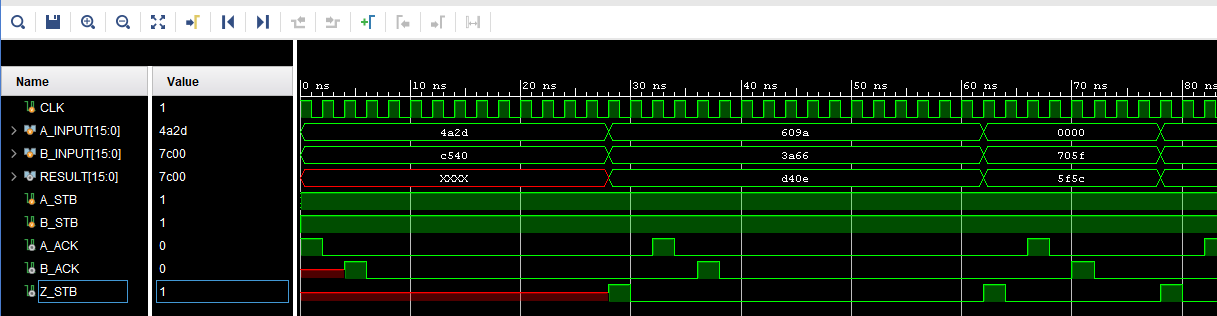 Name Value
0 ns 10 ns 20 ns 30 ns 40 ns 50 ns 60 ns 70 ns 80 ns
CLK 1
A_INPUT[15:0] 4a2d 4a2d 609a 0000
B_INPUT[15:0] 7c00 c540 3a66 705f
RESULT[15:0] 7c00 XXXX d40e 5f5c
A_STB 1
B_STB 1
A_ACK 0
B_ACK 0
Z_STB 1